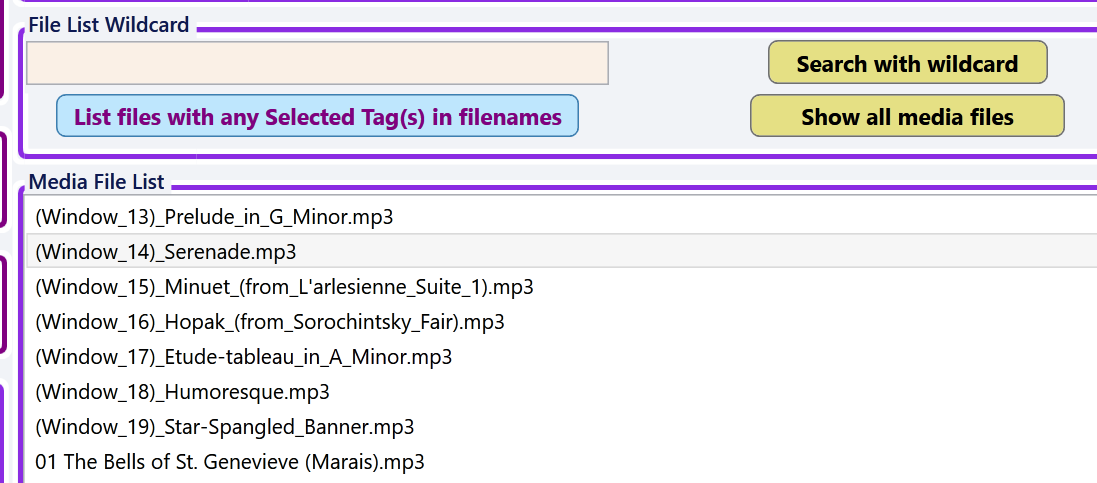 File List Wildcard
Search with wildcard
List files with any Selected Tag(s) in filenames
Show all media files
Media File List
(Window_13)_Prelude_in_G_Minor.mp3
(Window_14)_Serenade.mp3
(Window_15)_Minuet_(from_L'arlesienne_Suite_1).mp3
(Window_16)_Hopak_(from_Sorochintsky_Fair).mp3
(Window_17)_Etude-tableau_in_A_Minor.mp3
(Window_18)_Humoresque.mp3
(Window_19)_Star-Spangled_Banner.mp3
01 The Bells of St. Genevieve (Marais).mp3